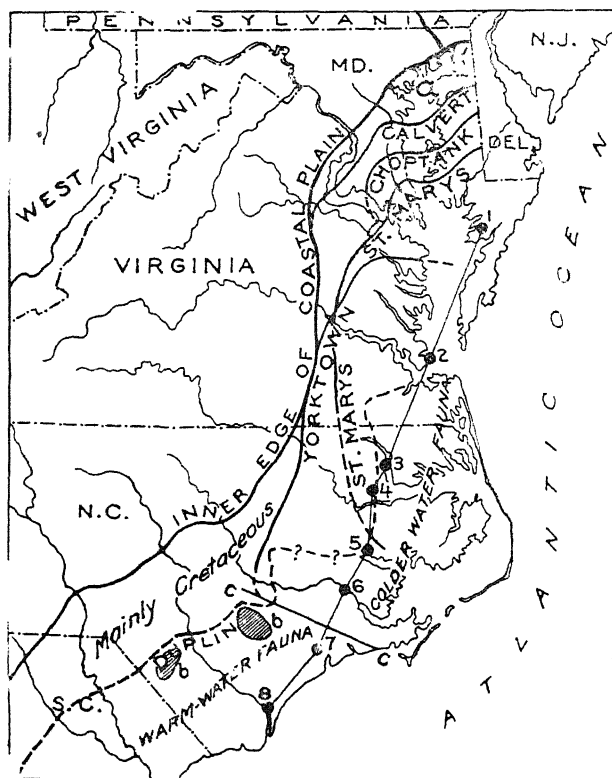 PENNSYLVANIA
N.J.
MD.
a
CALVERT
CHOPTANK
DEL.
ST. MARYS
WEST VIRGINIA
VIRGINIA
INNER EDGE OF COASTAL PLAIN
YORKTOWN
ST. MARYS
1
2
3
4
5
6
7
8
COLDER WATER FAUNA
ATLANTIC OCEAN
N.C.
Mainly Cretaceous
? - ?
c
c
DUPLIN
b
b
WARM-WATER FAUNA
S.C.